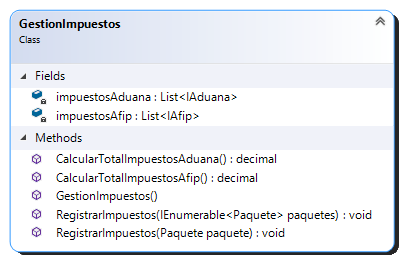 GestionImpuestos
Class
Fields
impuestosAduana : List<IAduana>
impuestosAfip : List<IAfip>
Methods
CalcularTotalImpuestosAduana() : decimal
CalcularTotalImpuestosAfip() : decimal
GestionImpuestos()
RegistrarImpuestos(IEnumerable<Paquete> paquetes) : void
RegistrarImpuestos(Paquete paquete) : void